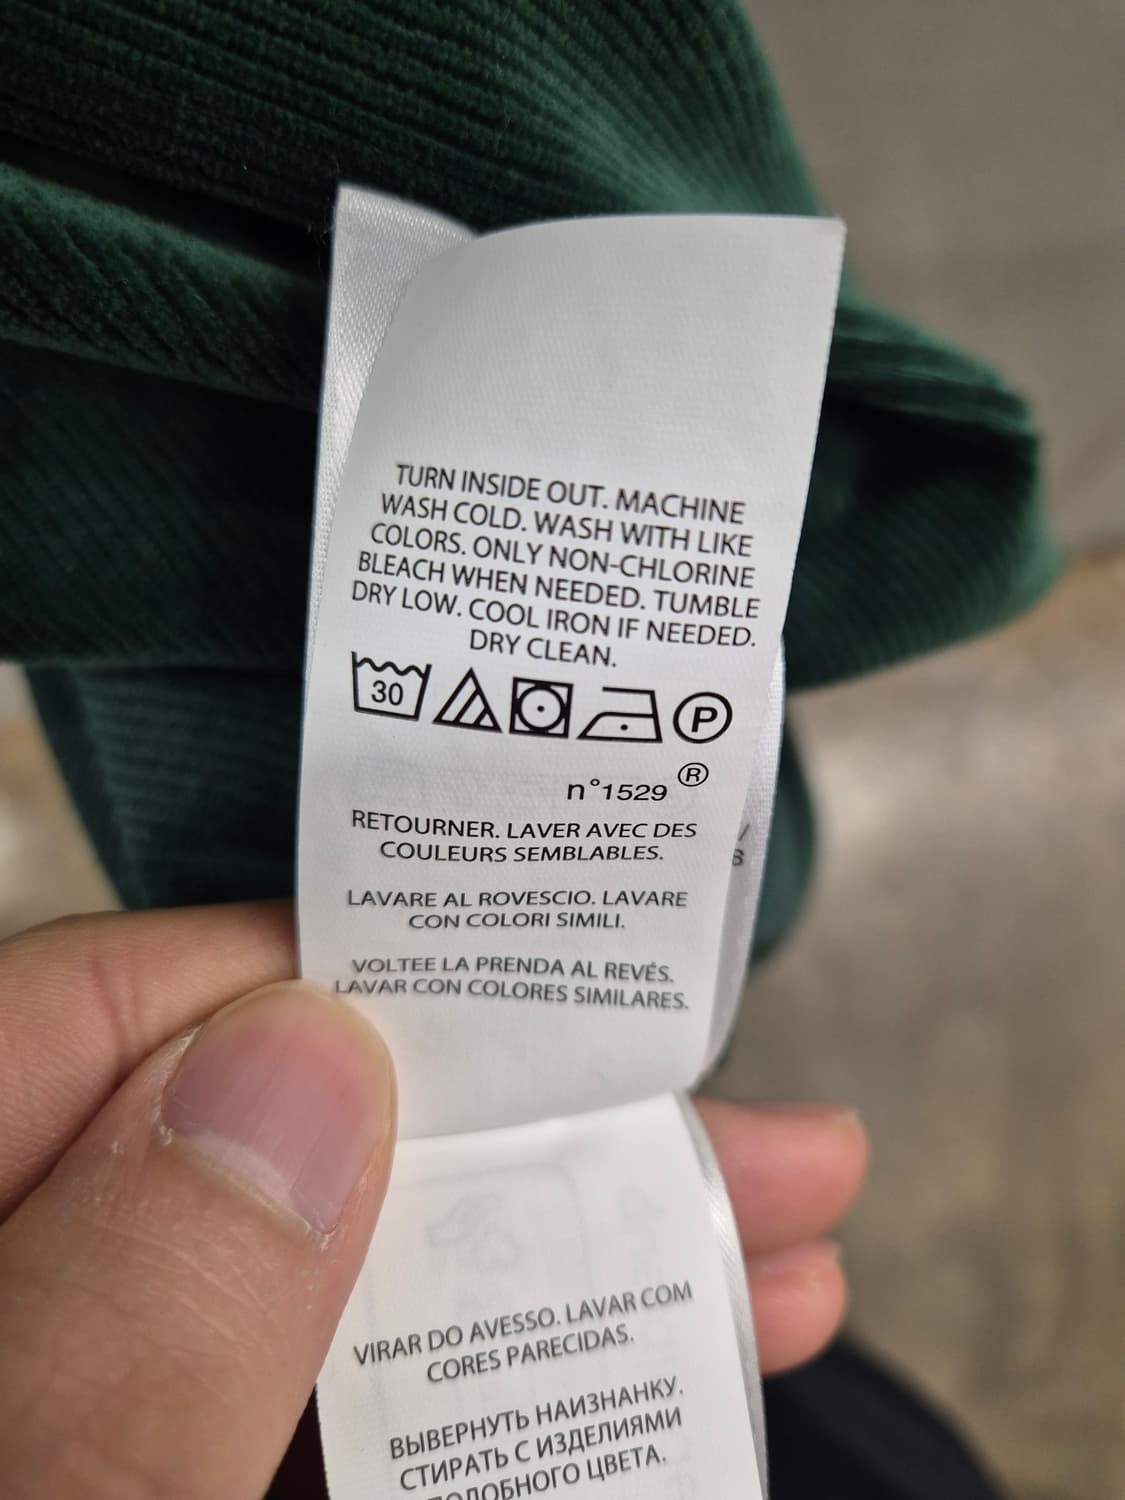 TURN INSIDE OUT. MACHINE
WASH COLD. WASH WITH LIKE
COLORS. ONLY NON-CHLORINE
BLEACH WHEN NEEDED. TUMBLE
DRY LOW. COOL IRON IF NEEDED.
DRY CLEAN.
30 P
n°1529 ®
RETOURNER. LAVER AVEC DES
COULEURS SEMBLABLES.
LAVARE AL ROVESCIO. LAVARE
CON COLORI SIMILI.
VOLTEE LA PRENDA AL REVÉS.
LAVAR CON COLORES SIMILARES.
VIRAR DO AVESSO. LAVAR COM
CORES PARECIDAS.
ВЫВЕРНУТЬ НАИЗНАНКУ.
СТИРАТЬ С ИЗДЕЛИЯМИ
ЦВЕТА.